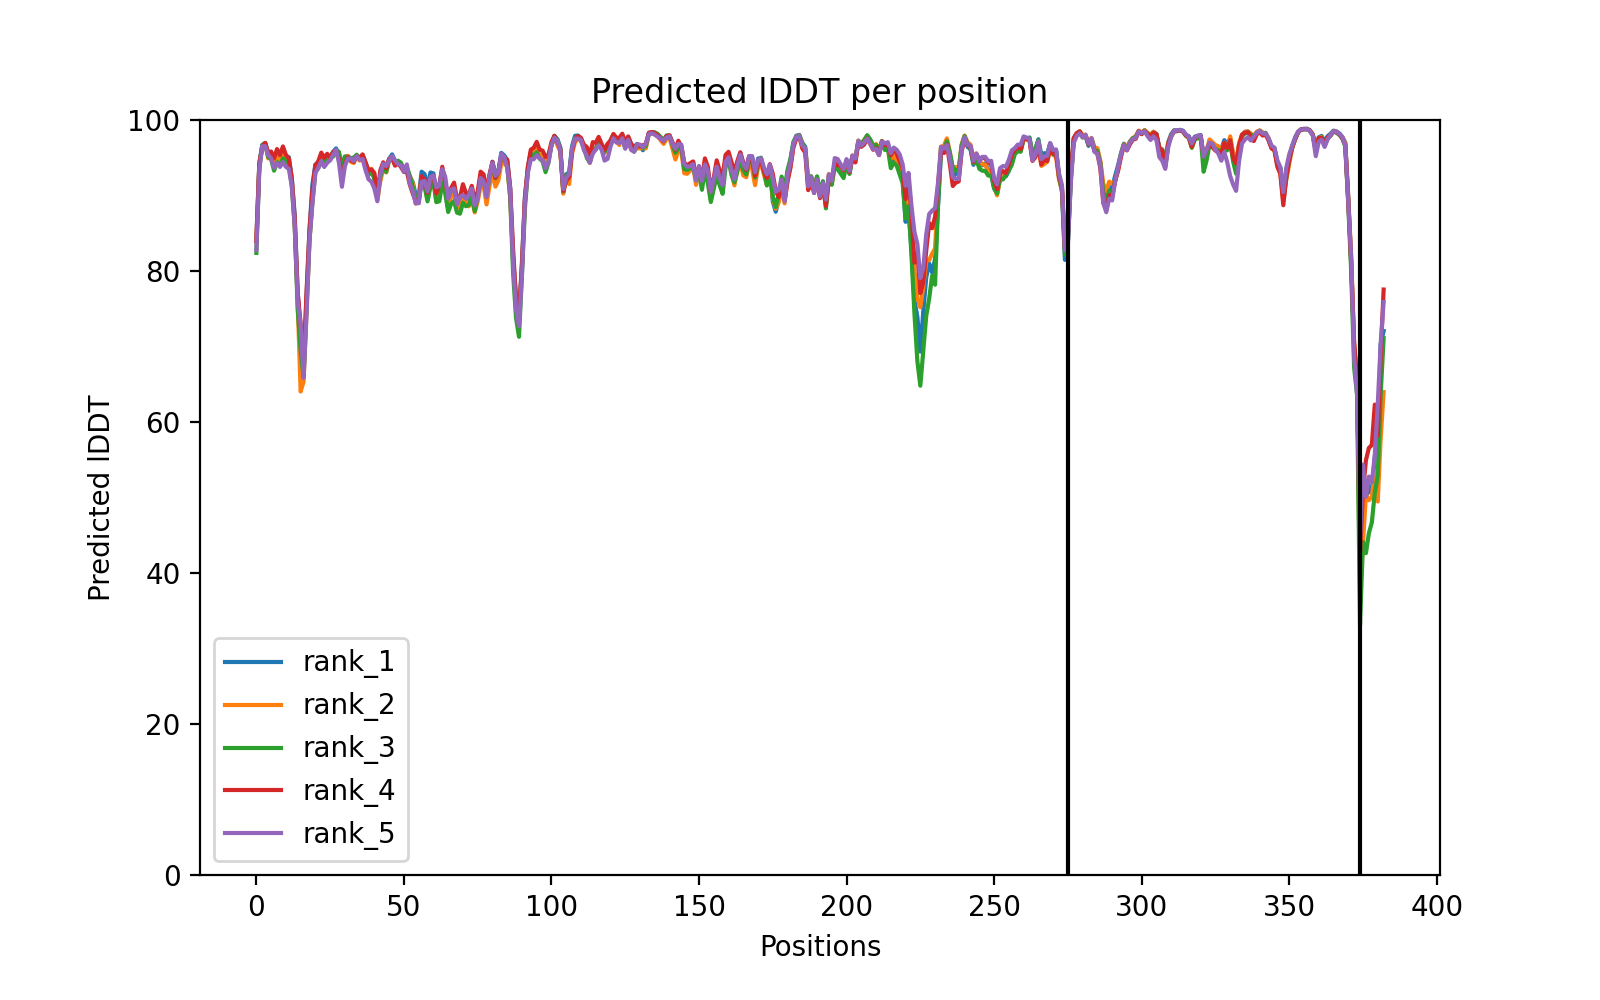 Predicted lDDT per position
100
80
60
40
20
0
Predicted lDDT
rank_1
rank_2
rank_3
rank_4
rank_5
0 50 100 150 200 250 300 350 400
Positions